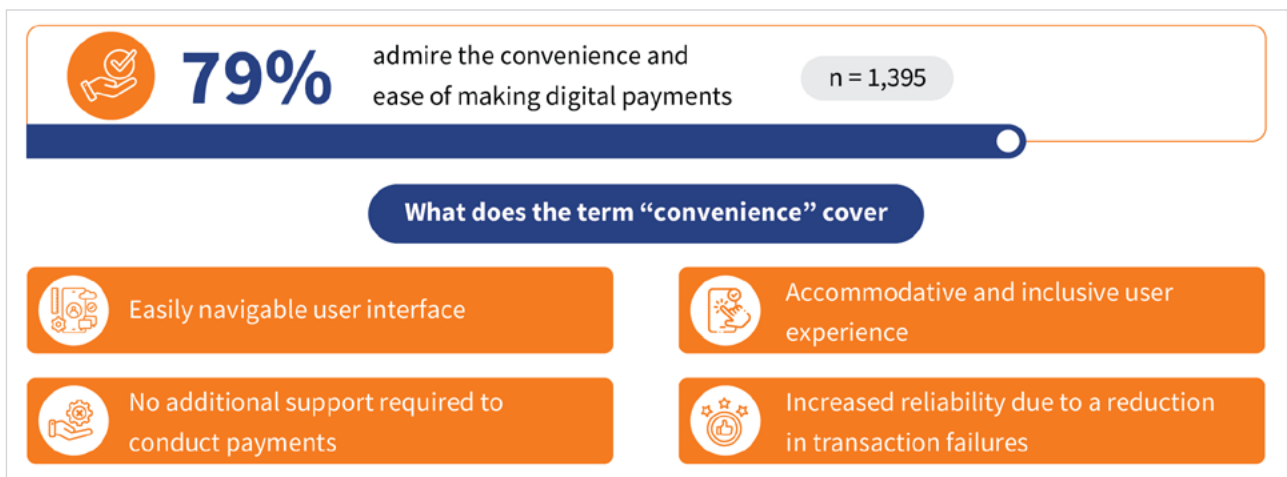 79%
admire the convenience and
ease of making digital payments
n = 1,395
What does the term “convenience” cover
Easily navigable user interface
Accommodative and inclusive user
experience
No additional support required to
conduct payments
Increased reliability due to a reduction
in transaction failures